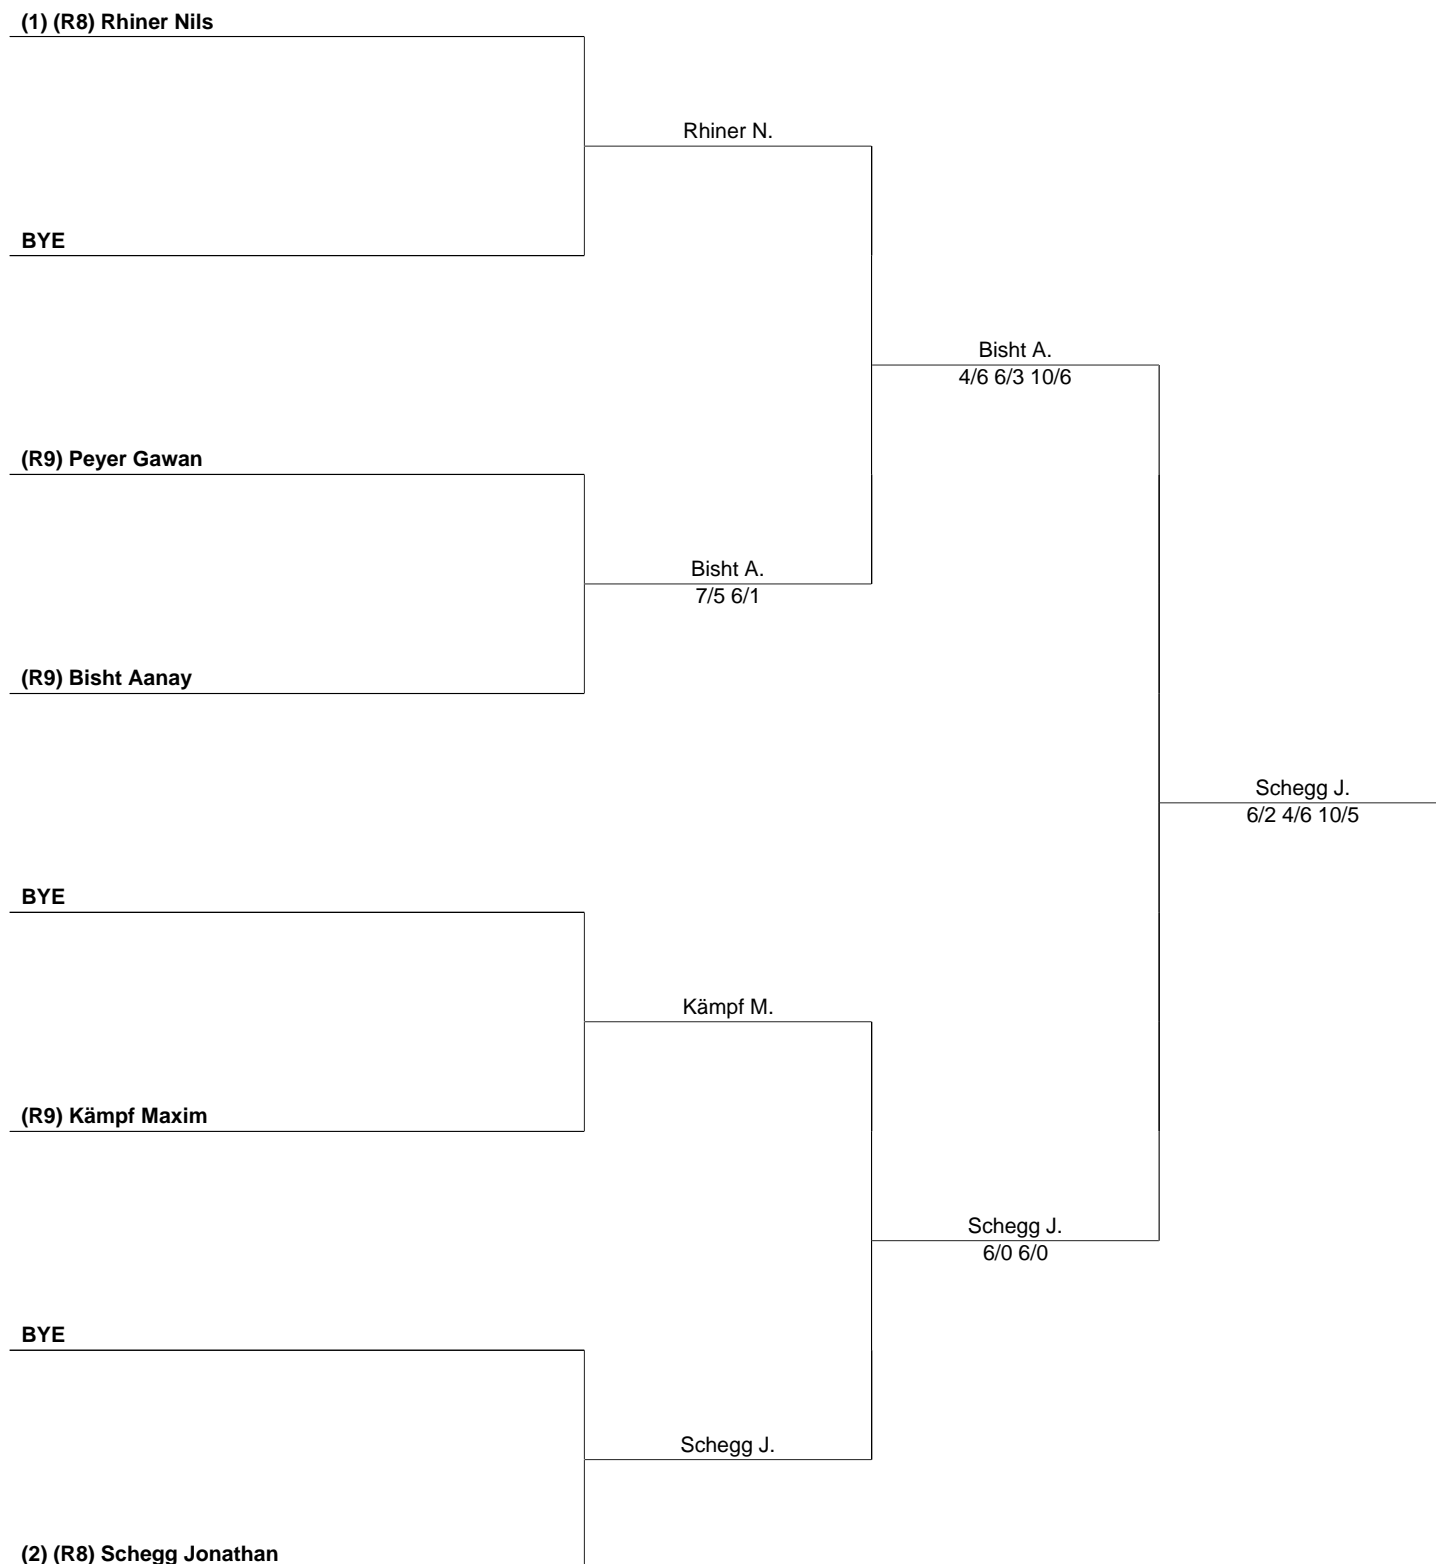 (1) (R8) Rhiner Nils
Rhiner N.
BYE
Bisht A.
4/6 6/3 10/6
(R9) Peyer Gawan
Bisht A.
7/5 6/1
(R9) Bisht Aanay
Schegg J.
6/2 4/6 10/5
BYE
Kämpf M.
(R9) Kämpf Maxim
Schegg J.
6/0 6/0
BYE
Schegg J.
(2) (R8) Schegg Jonathan